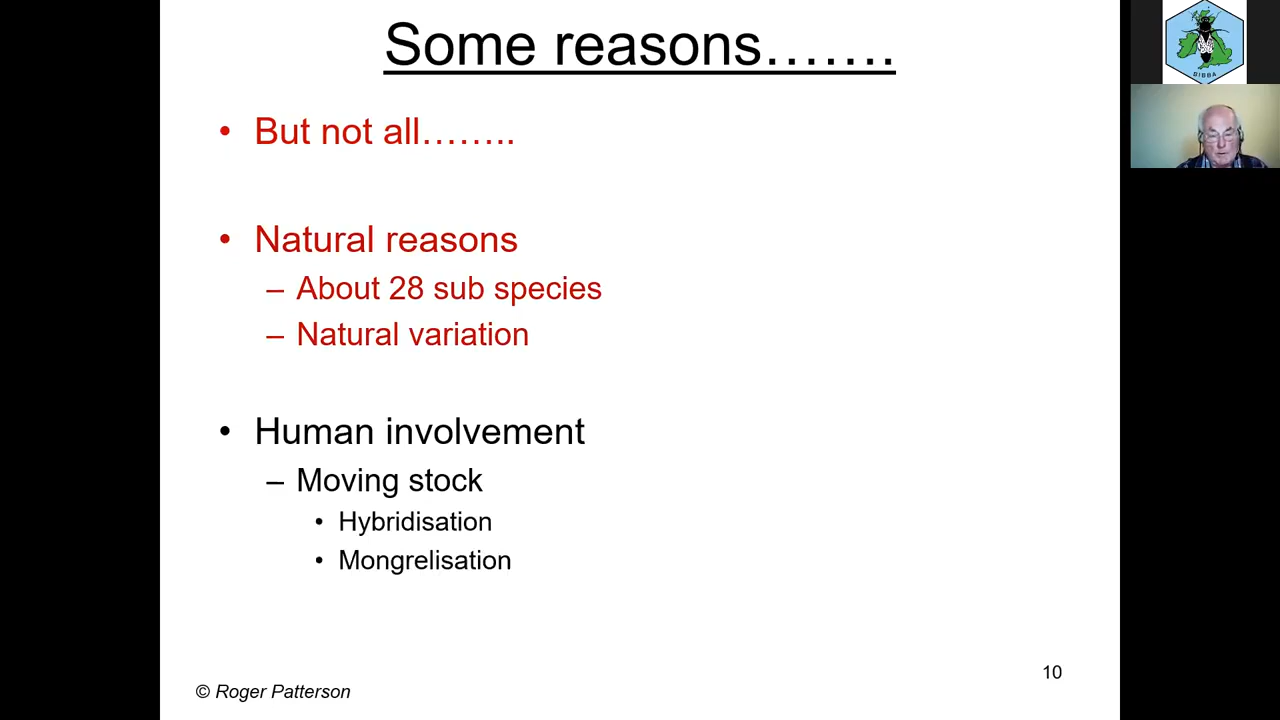 Some reasons…….
• But not all……..
• Natural reasons
– About 28 sub species
– Natural variation
• Human involvement
– Moving stock
• Hybridisation
• Mongrelisation
10
© Roger Patterson
BIBBA